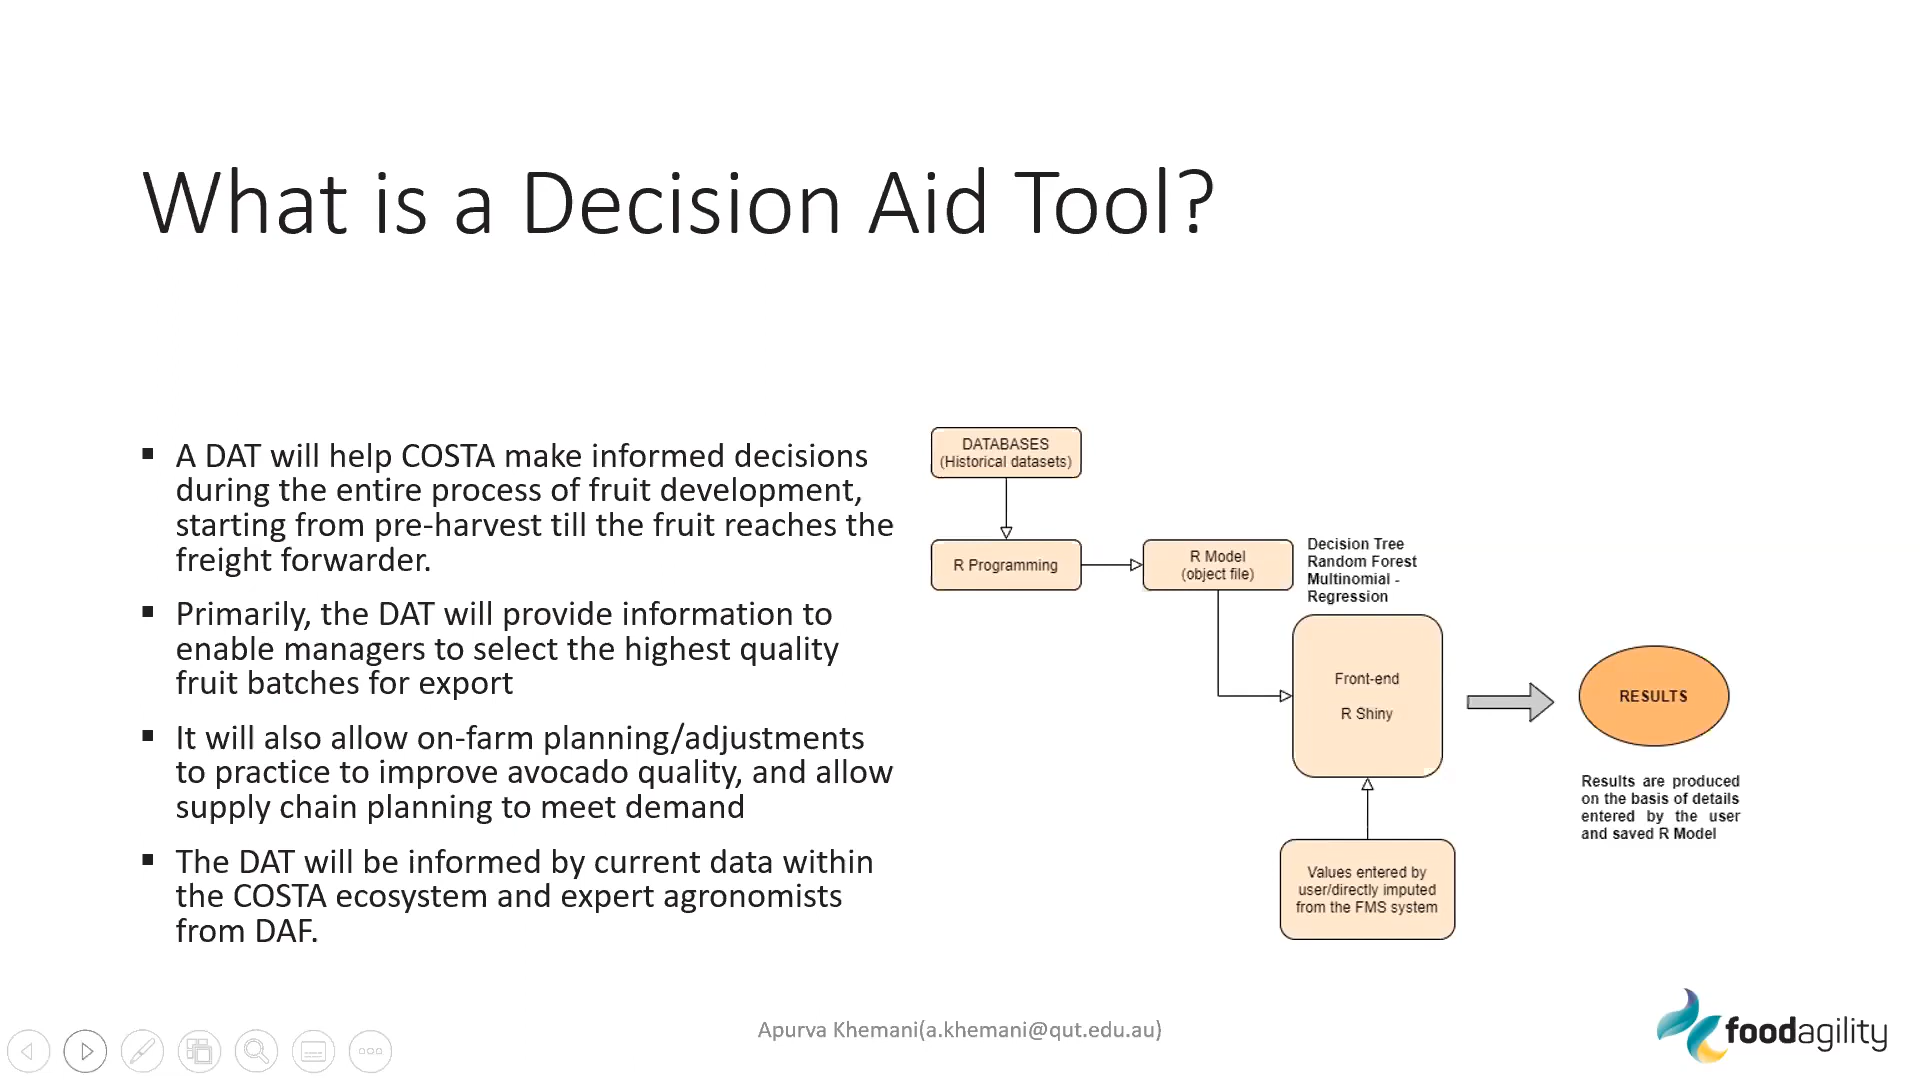 What is a Decision Aid Tool?
▪ A DAT will help COSTA make informed decisions
during the entire process of fruit development,
starting from pre-harvest till the fruit reaches the
freight forwarder.
▪ Primarily, the DAT will provide information to
enable managers to select the highest quality
fruit batches for export
▪ It will also allow on-farm planning/adjustments
to practice to improve avocado quality, and allow
supply chain planning to meet demand
▪ The DAT will be informed by current data within
the COSTA ecosystem and expert agronomists
from DAF.
DATABASES
(Historical datasets)
R Programming
R Model
(object file)
Decision Tree
Random Forest
Multinomial -
Regression
Front-end
R Shiny
RESULTS
Results are produced
on the basis of details
entered by the user
and saved R Model
Values entered by
user/directly imputed
from the FMS system
Apurva Khemani(a.khemani@qut.edu.au)
foodagility